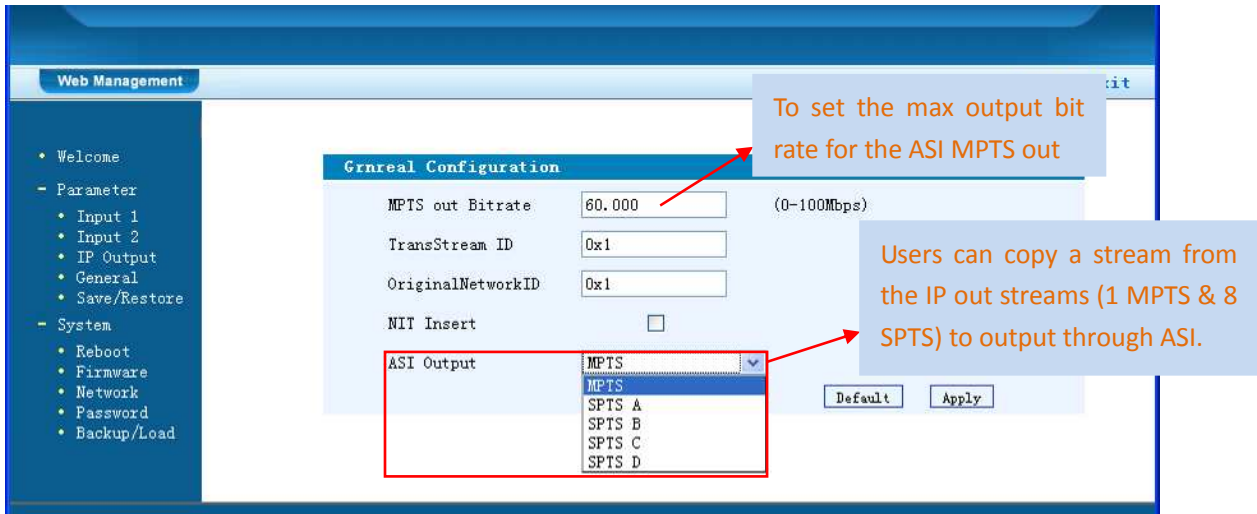 Web Management
xit
To set the max output bit
rate for the ASI MPTS out
• Welcome
- Parameter
• Input 1
• Input 2
• IP Output
• General
• Save/Restore
- System
• Reboot
• Firmware
• Network
• Password
• Backup/Load
Grnreal Configuration
MPTS out Bitrate 60.000 (0-100Mbps)
TransStream ID 0x1
OriginalNetworkID 0x1
NIT Insert
ASI Output MPTS
MPTS
SPTS A
SPTS B
SPTS C
SPTS D
Users can copy a stream from
the IP out streams (1 MPTS & 8
SPTS) to output through ASI.
Default Apply